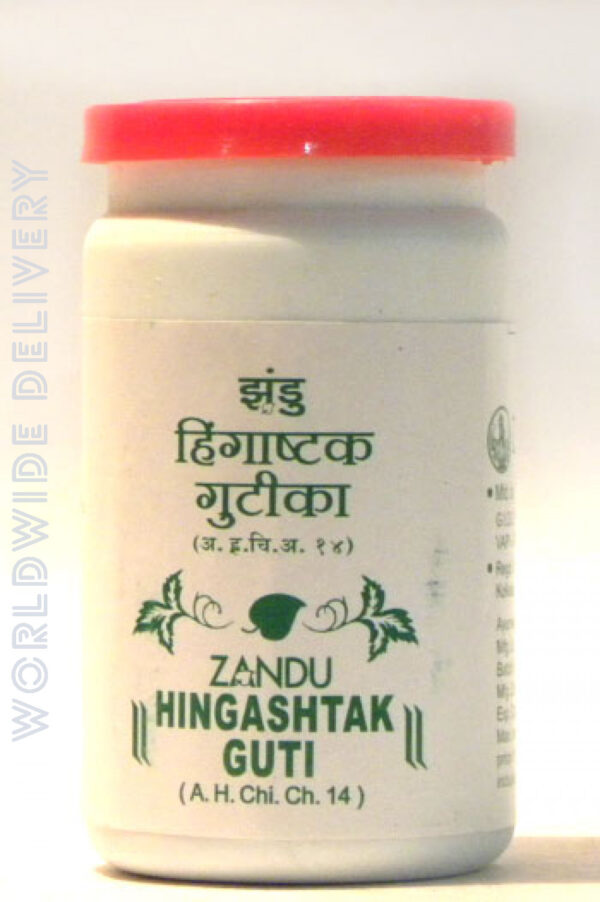 WORLDWIDE DELIVERY
झंडु
हिंगाष्टक
गुटीका
(अ. हृ. चि. अ. १४)
ZANDU
HINGASHTAK
GUTI
(A. H. Chi. Ch. 14)